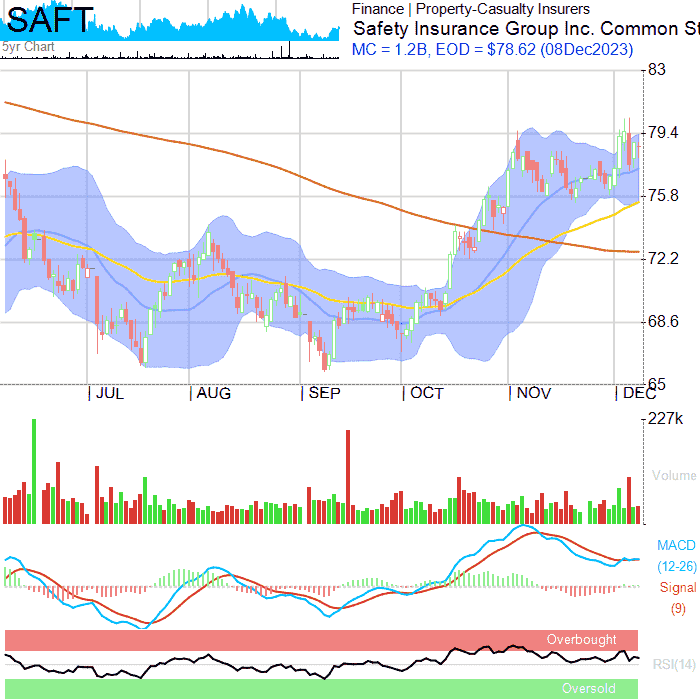 SAFT
5yr Chart
Finance | Property-Casualty Insurers
Safety Insurance Group Inc. Common St
MC = 1.2B, EOD = $78.62 (08Dec2023)
83
79.4
75.8
72.2
68.6
65
JUL
AUG
SEP
OCT
NOV
DEC
227k
Volume
MACD
(12-26)
Signal
(9)
Overbought
RSI(14)
Oversold